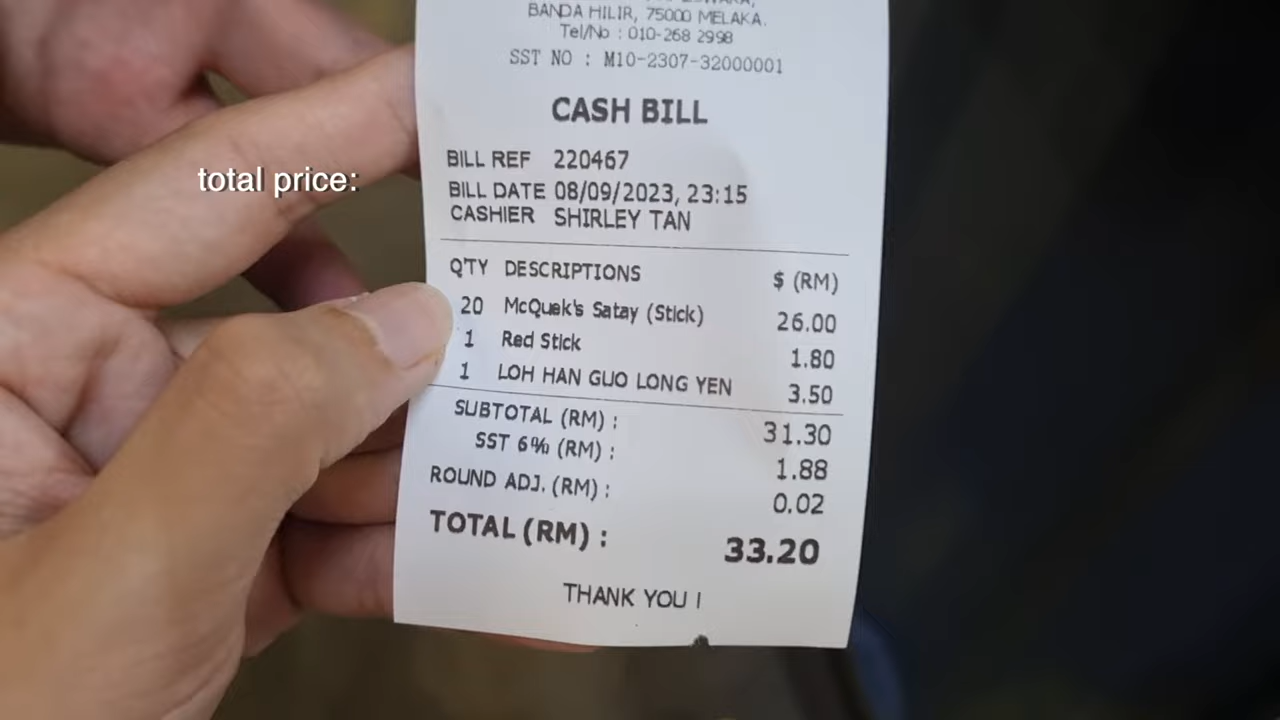 BANDA HILIR, 75000 MELAKA.
Tel/No : 010-268 2998
SST NO : M10-2307-32000001
CASH BILL
BILL REF 220467
total price:
BILL DATE 08/09/2023, 23:15
CASHIER SHIRLEY TAN
Q'TY DESCRIPTIONS $ (RM)
20 McQuek's Satay (Stick) 26.00
1 Red Stick 1.80
1 LOH HAN GUO LONG YEN 3.50
SUBTOTAL (RM) : 31.30
SST 6% (RM) : 1.88
ROUND ADJ. (RM) : 0.02
TOTAL (RM) : 33.20
THANK YOU !